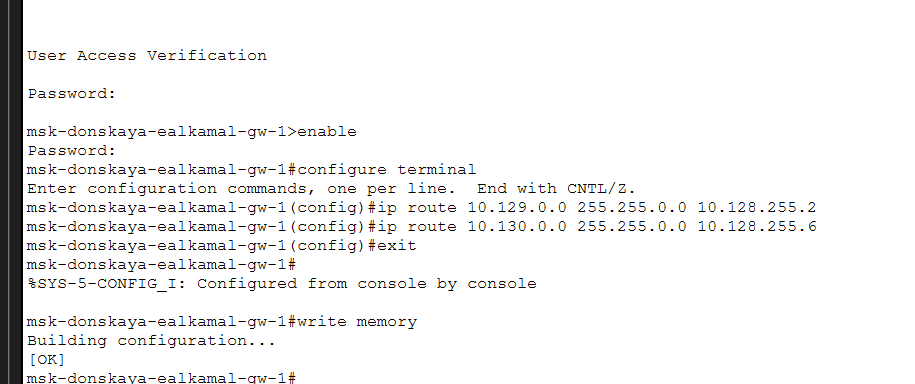 User Access Verification
Password:
msk-donskaya-ealkamal-gw-1>enable
Password:
msk-donskaya-ealkamal-gw-1#configure terminal
Enter configuration commands, one per line.  End with CNTL/Z.
msk-donskaya-ealkamal-gw-1(config)#ip route 10.129.0.0 255.255.0.0 10.128.255.2
msk-donskaya-ealkamal-gw-1(config)#ip route 10.130.0.0 255.255.0.0 10.128.255.6
msk-donskaya-ealkamal-gw-1(config)#exit
msk-donskaya-ealkamal-gw-1#
%SYS-5-CONFIG_I: Configured from console by console
msk-donskaya-ealkamal-gw-1#write memory
Building configuration...
[OK]
msk-donskaya-ealkamal-gw-1#